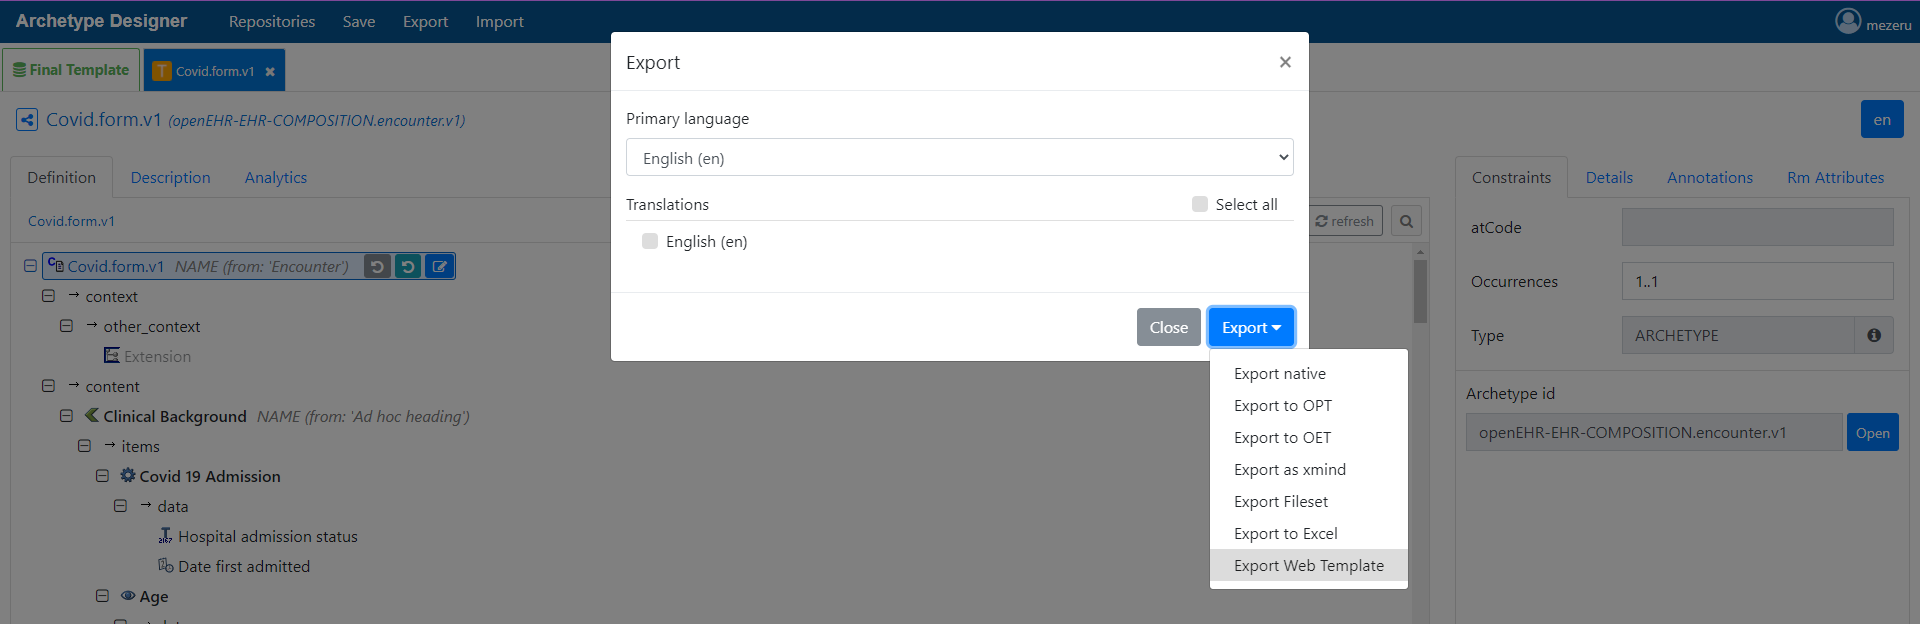 Archetype Designer Repositories Save Export Import mezeru
Final Template T Covid.form.v1 ×
Covid.form.v1 (openEHR-EHR-COMPOSITION.encounter.v1) en
Definition Description Analytics
Covid.form.v1 refresh
Covid.form.v1 NAME (from: 'Encounter')
context
other_context
Extension
content
Clinical Background NAME (from: 'Ad hoc heading')
items
Covid 19 Admission
data
Hospital admission status
Date first admitted
Age
Export ×
Primary language
English (en)
Translations Select all
English (en)
Close Export
Export native
Export to OPT
Export to OET
Export as xmind
Export Fileset
Export to Excel
Export Web Template
Constraints Details Annotations Rm Attributes
atCode
Occurrences 1..1
Type ARCHETYPE
Archetype id
openEHR-EHR-COMPOSITION.encounter.v1 Open